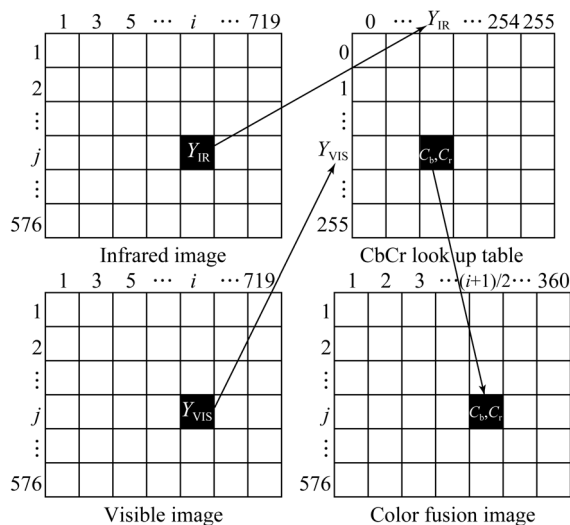 1 3 5 ⋯ i ⋯ 719
1
2
⋮
j
⋮
576
Y_IR
Infrared image
0 ⋯ ⋯ Y_IR ⋯ 254 255
0
1
⋮
Y_VIS
⋮
255
C_b,C_r
CbCr look up table
1 3 5 ⋯ i ⋯ 719
1
2
⋮
j
⋮
576
Y_VIS
Visible image
1 2 3 ⋯(i+1)/2⋯ 360
1
2
⋮
j
⋮
576
C_b,C_r
Color fusion image